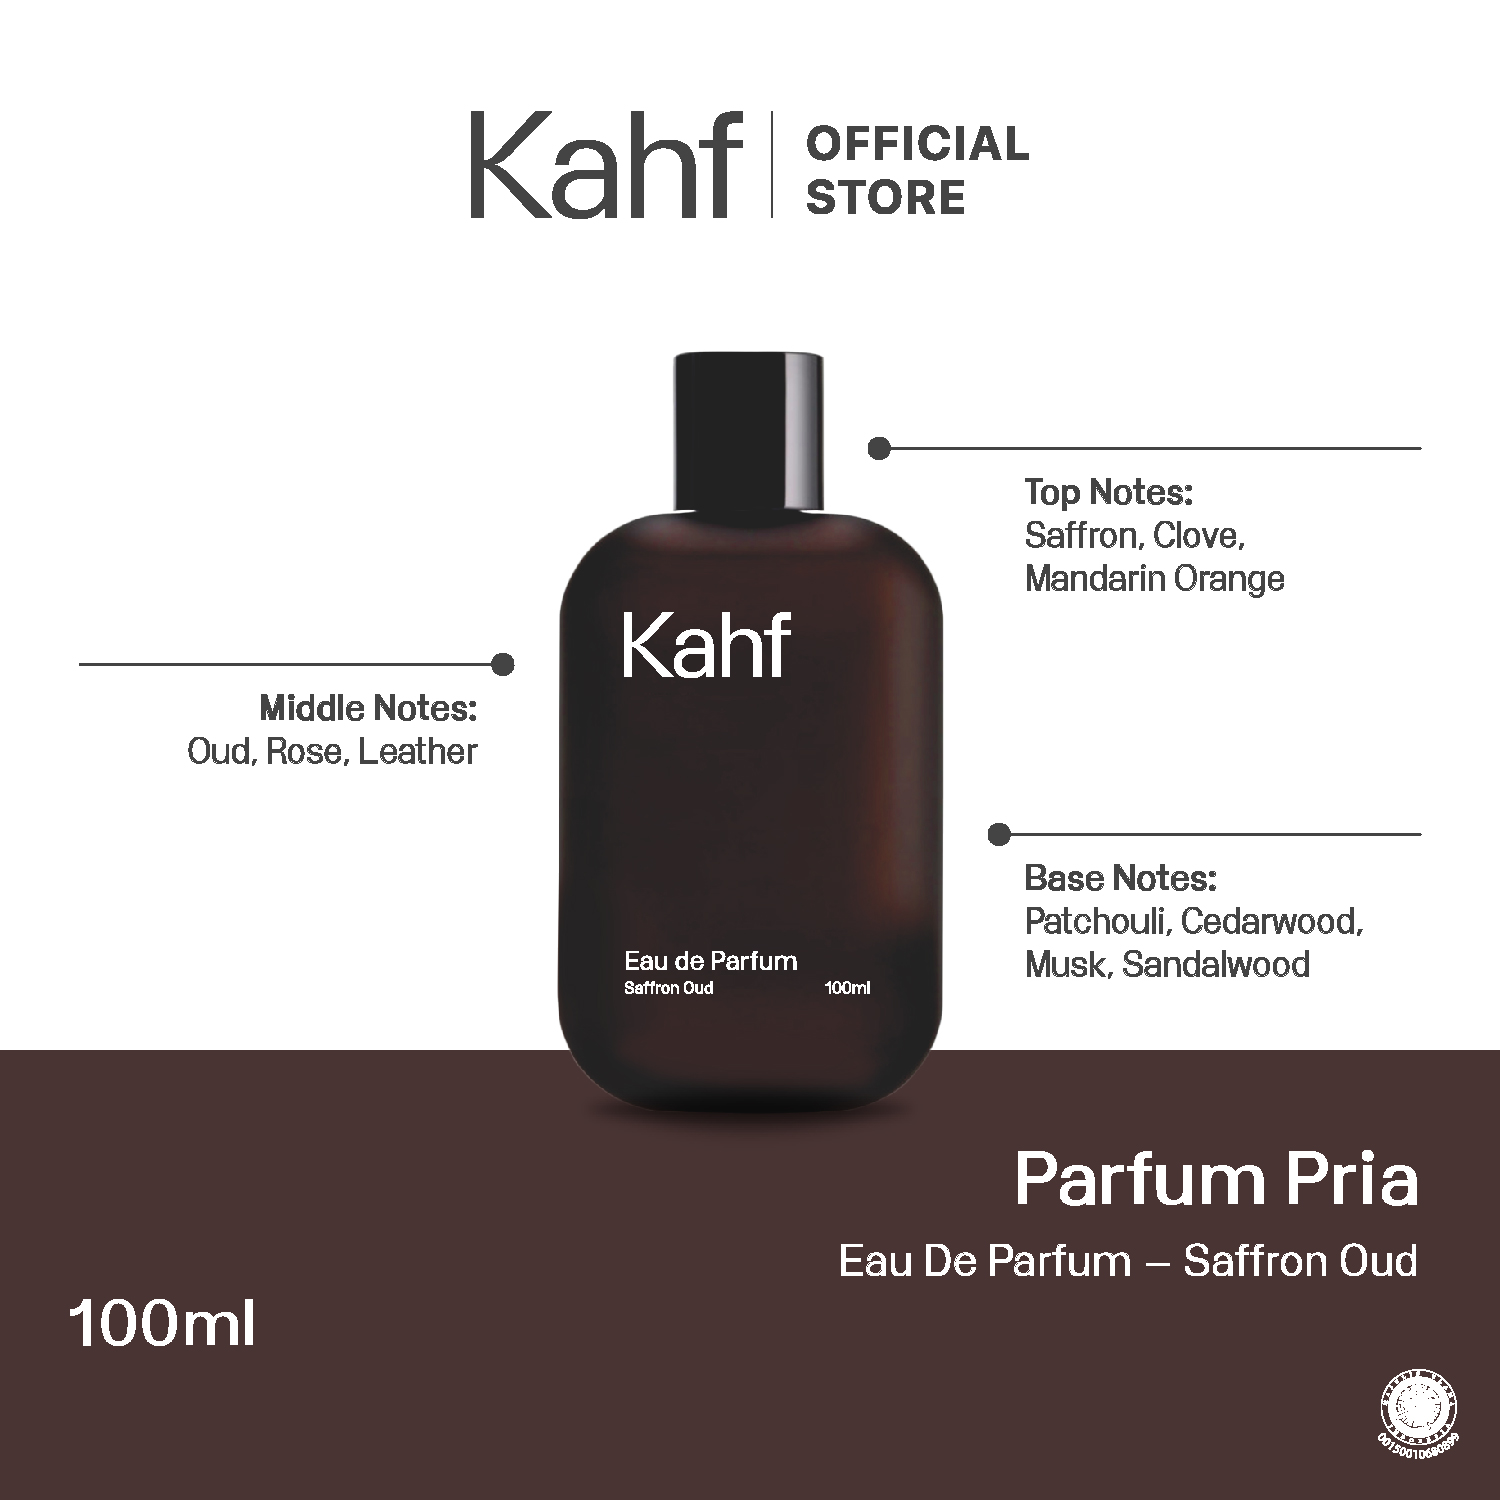 Kahf
OFFICIAL
STORE
Top Notes:
Saffron, Clove,
Mandarin Orange
Kahf
Middle Notes:
Oud, Rose, Leather
Base Notes:
Patchouli, Cedarwood,
Musk, Sandalwood
Eau de Parfum
Saffron Oud 100ml
Parfum Pria
Eau De Parfum – Saffron Oud
100ml